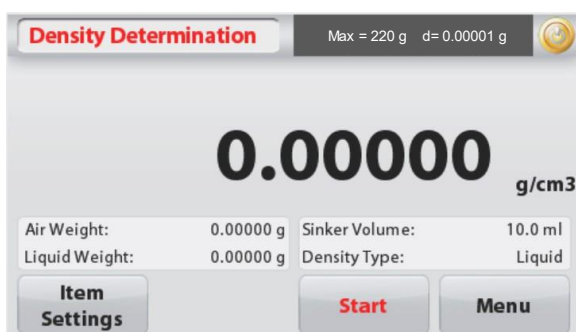 Density Determination
Max = 220 g d= 0.00001 g
0.00000
g/cm3
Air Weight: 0.00000 g
Liquid Weight: 0.00000 g
Sinker Volume: 10.0 ml
Density Type: Liquid
Item
Settings
Start
Menu